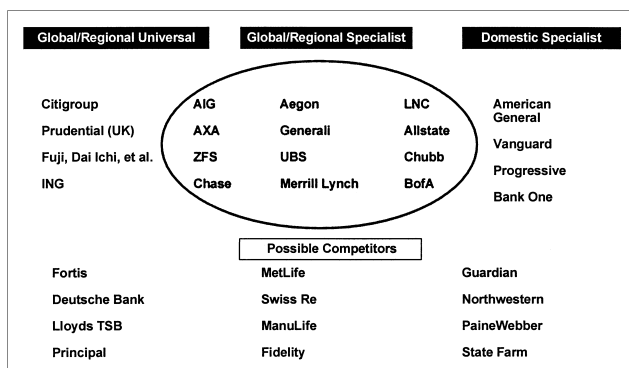 Global/Regional Universal
Global/Regional Specialist
Domestic Specialist
Citigroup
Prudential (UK)
Fuji, Dai Ichi, et al.
ING
AIG
AXA
ZFS
Chase
Aegon
Generali
UBS
Merrill Lynch
LNC
Allstate
Chubb
BofA
American
General
Vanguard
Progressive
Bank One
Possible Competitors
Fortis
Deutsche Bank
Lloyds TSB
Principal
MetLife
Swiss Re
ManuLife
Fidelity
Guardian
Northwestern
PaineWebber
State Farm